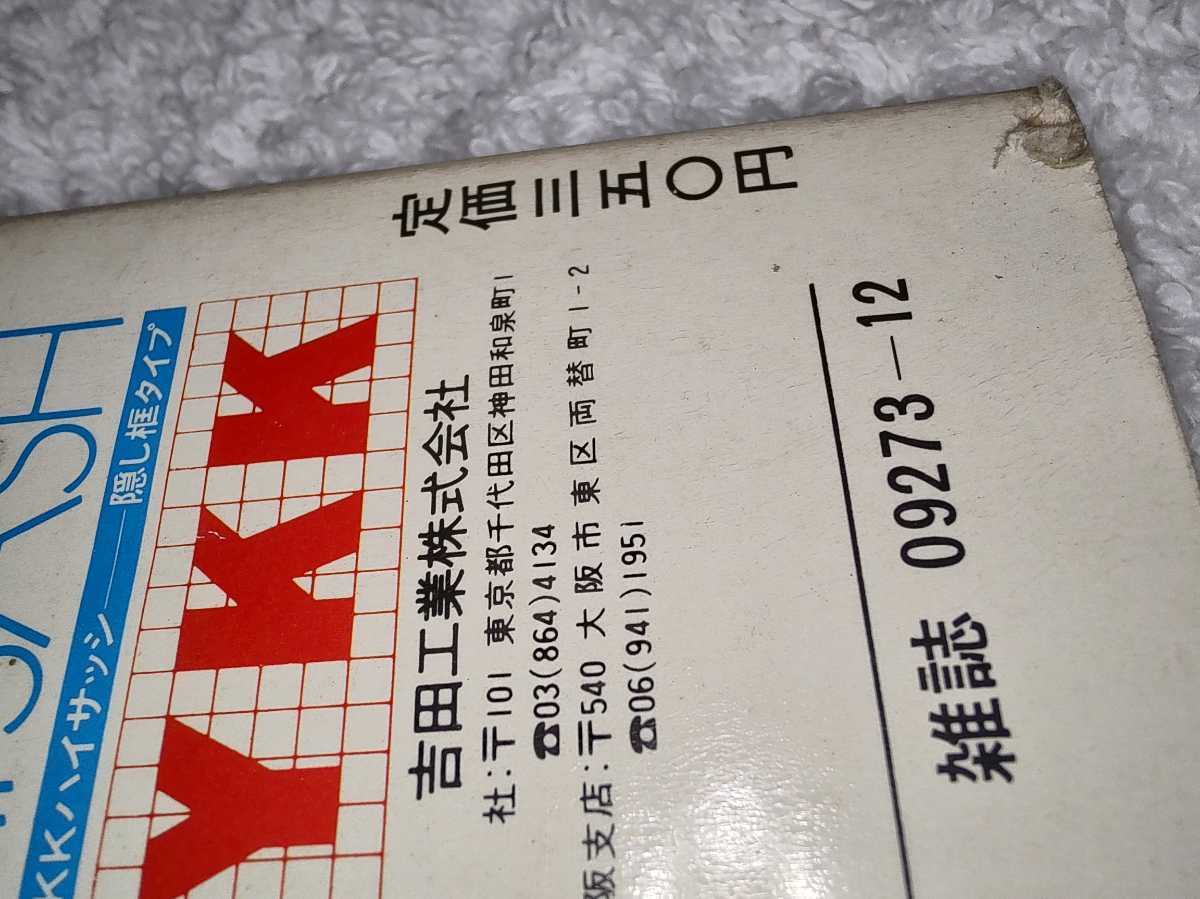 定価三五〇円
SASH
KKハイサッシ—隠し框タイプ
YKK
吉田工業株式会社
社:〒101 東京都千代田区神田和泉町1
☎03(864)4134
阪支店:〒540 大阪市東区両替町1-2
☎06(941)1951
雑誌 09273-12